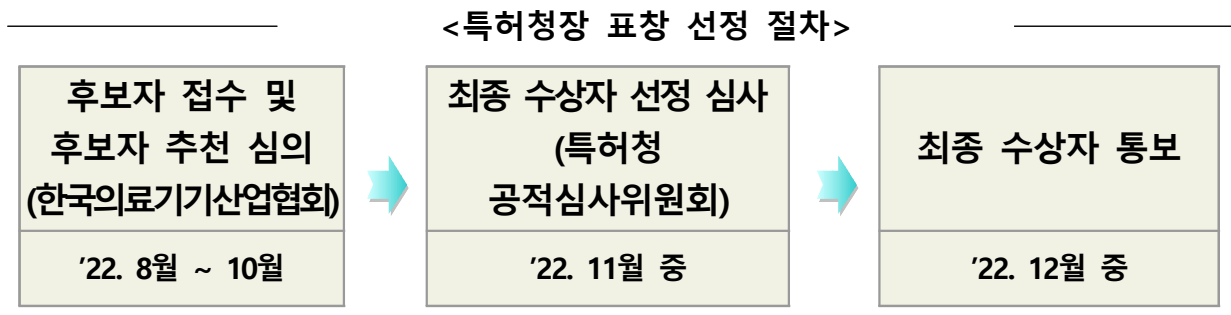 <특허청장 표창 선정 절차>
후보자 접수 및
후보자 추천 심의
(한국의료기기산업협회)
’22. 8월 ~ 10월
최종 수상자 선정 심사
(특허청
공적심사위원회)
’22. 11월 중
최종 수상자 통보
’22. 12월 중